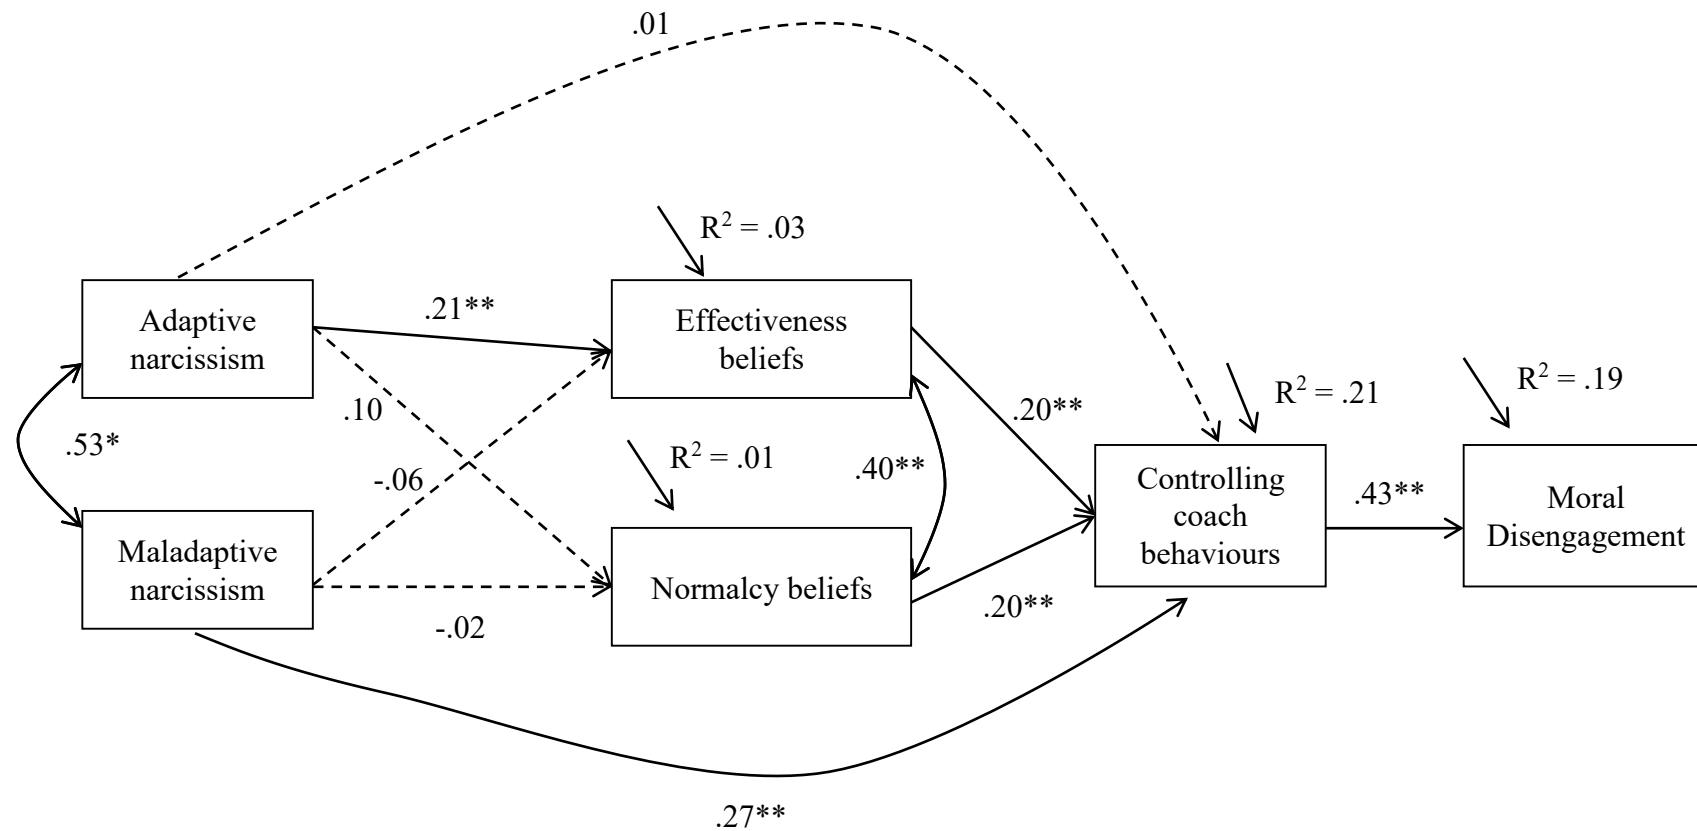 .01
R² = .03
Adaptive
narcissism
.21**
Effectiveness
beliefs
R² = .21
R² = .19
.10
.20**
.53*
R² = .01
.40**
-.06
Controlling
coach
behaviours
.43**
Moral
Disengagement
Maladaptive
narcissism
Normalcy beliefs
-.02
.20**
.27**